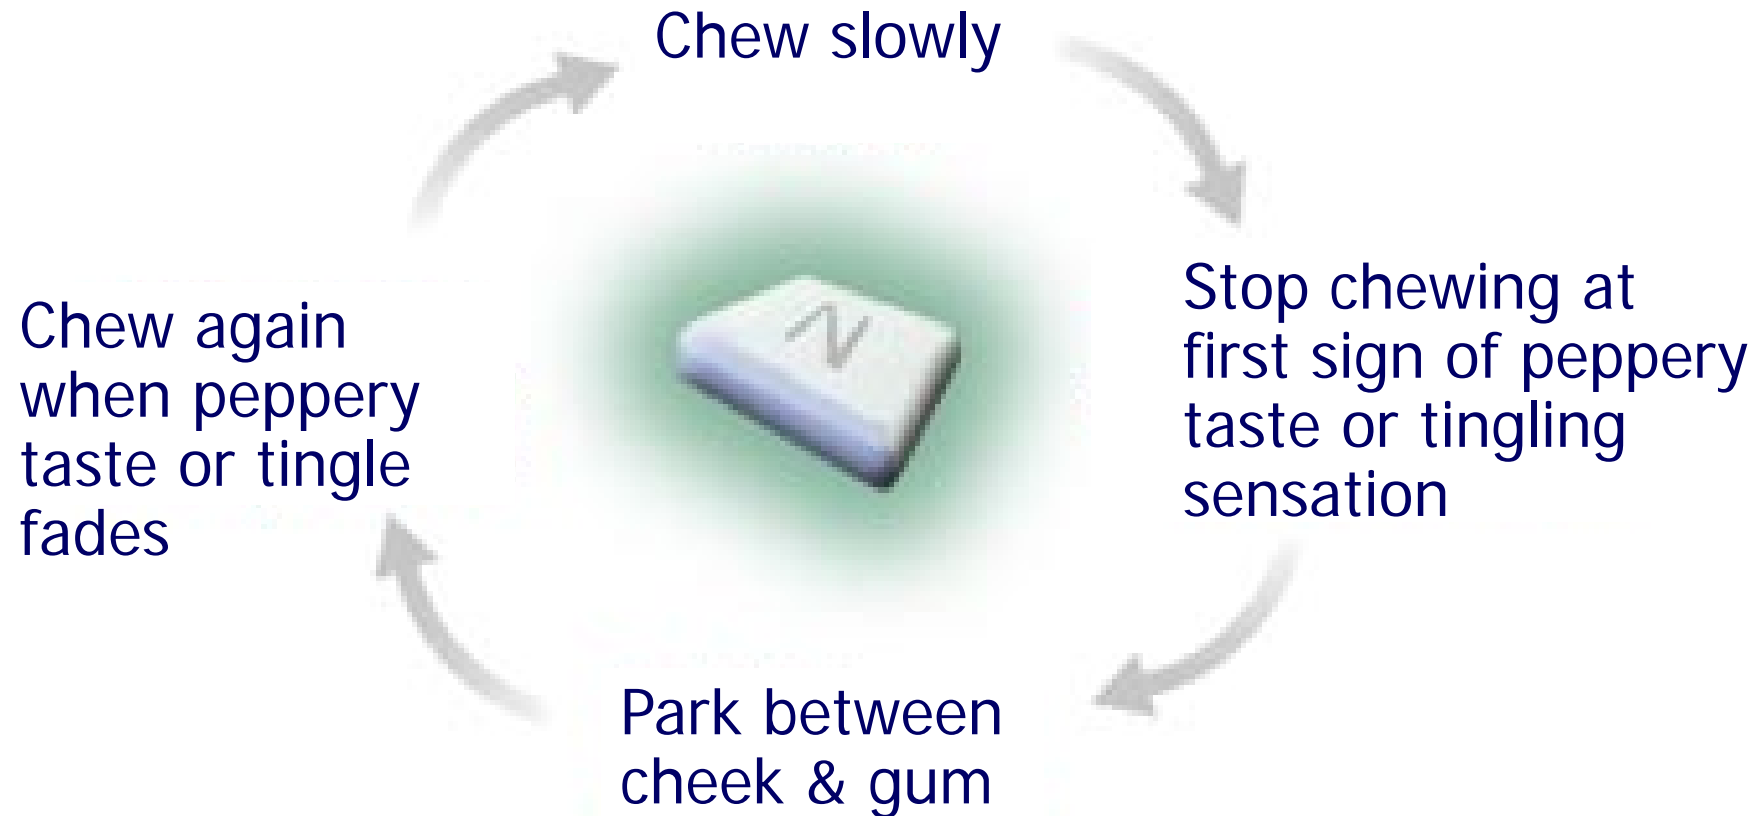 Chew slowly
Stop chewing at
first sign of peppery
taste or tingling
sensation
Park between
cheek & gum
Chew again
when peppery
taste or tingle
fades
N